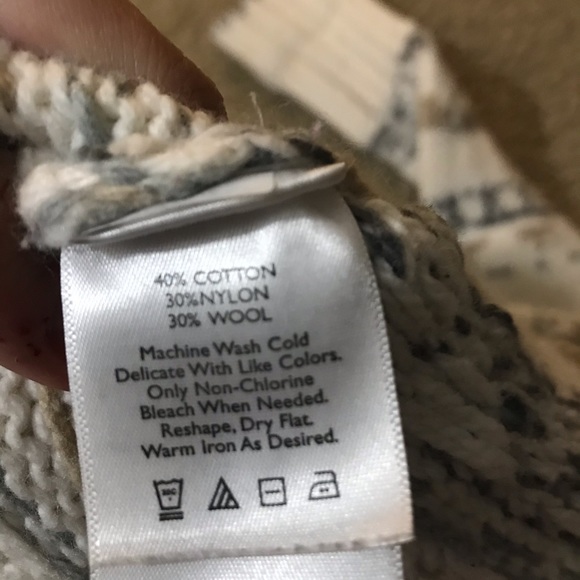 40% COTTON
30%NYLON
30% WOOL
Machine Wash Cold
Delicate With Like Colors.
Only Non-Chlorine
Bleach When Needed.
Reshape, Dry Flat.
Warm Iron As Desired.
30C